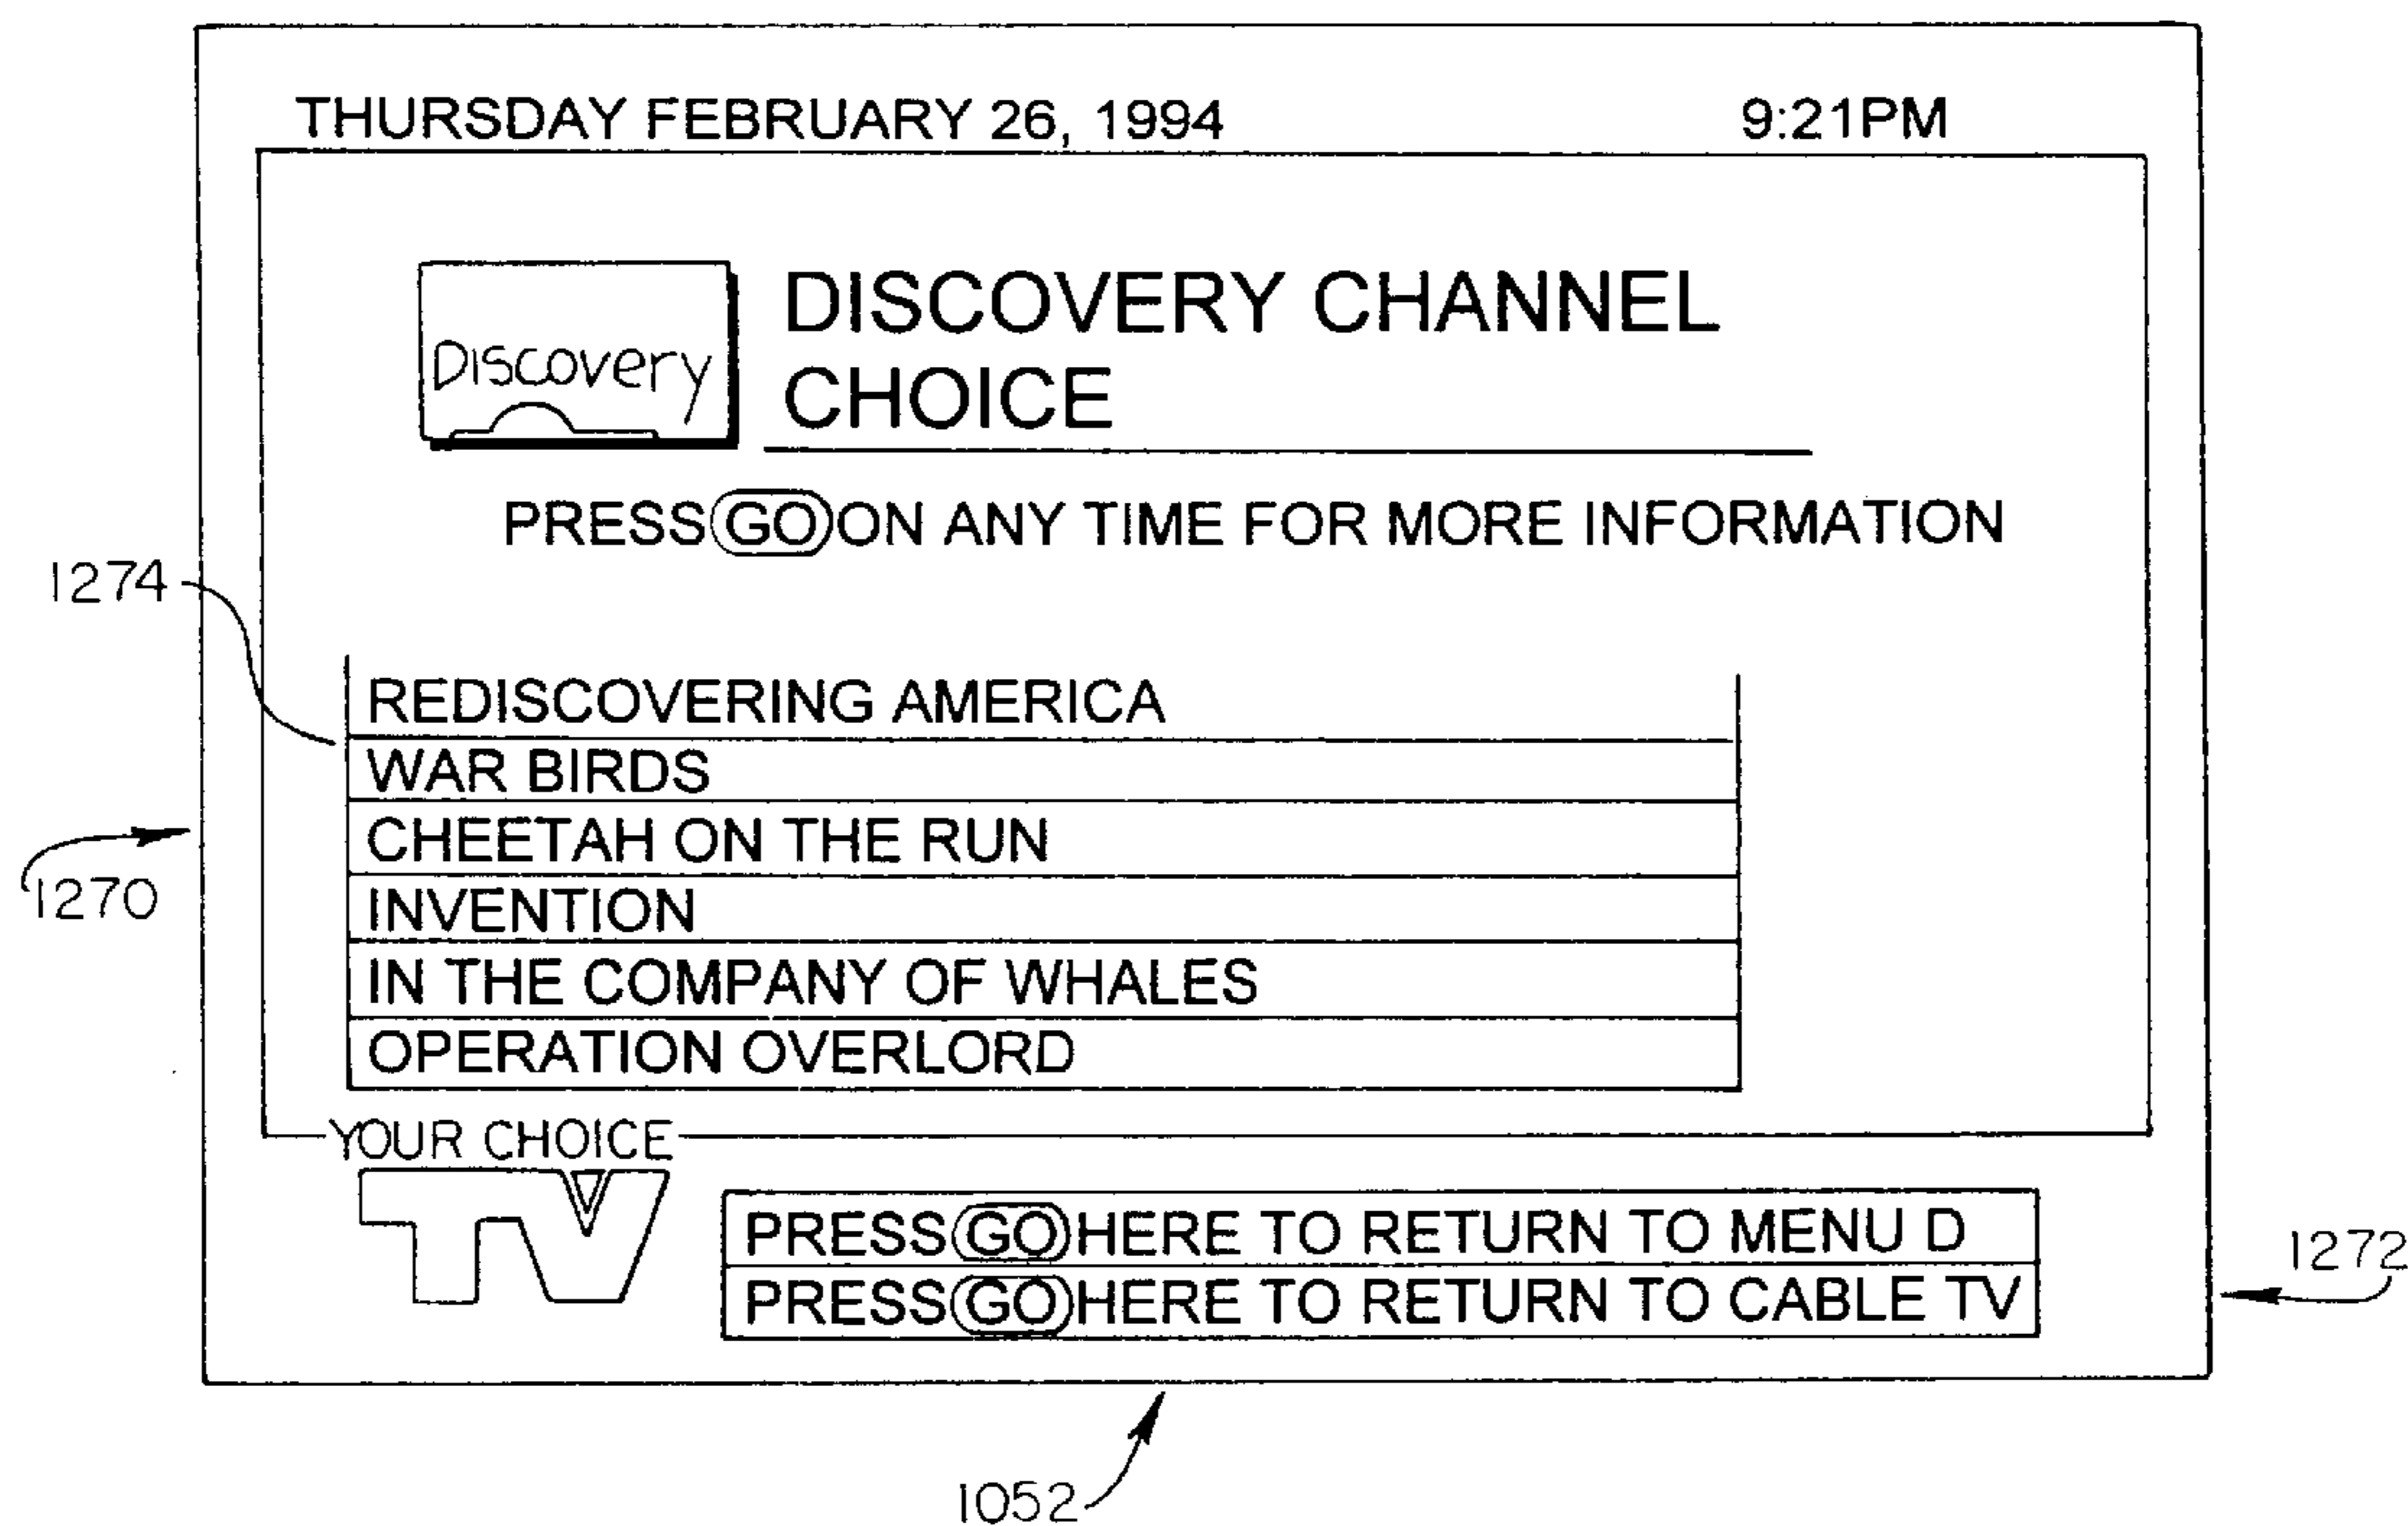 THURSDAY FEBRUARY 26, 1994 9:21PM
Discovery
DISCOVERY CHANNEL
CHOICE
PRESS GO ON ANY TIME FOR MORE INFORMATION
1274
REDISCOVERING AMERICA
WAR BIRDS
CHEETAH ON THE RUN
1270
INVENTION
IN THE COMPANY OF WHALES
OPERATION OVERLORD
YOUR CHOICE
TV
PRESS GO HERE TO RETURN TO MENU D
PRESS GO HERE TO RETURN TO CABLE TV
1272
1052